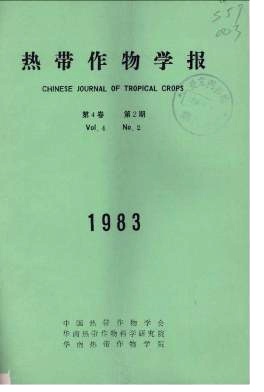 557
003
热带作物学报
CHINESE JOURNAL OF TROPICAL CROPS
第4卷 第2期
Vol. 4 No. 2
1983
中国热带作物学会
华南热带作物科学研究院
华南热带作物学院